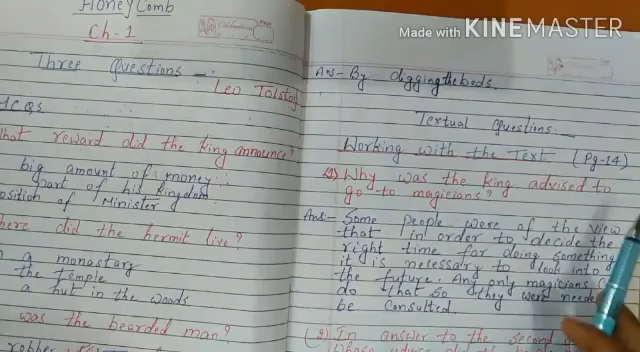 Honey Comb
Ch-1
Three Questions :-
Leo Tolstoy
MCQs
What reward did the king announce?
big amount of money
part of his kingdom
position of Minister
where did the hermit live?
a monastary
the temple
a hut in the woods
was the bearded man?
robber
Made with KINEMASTER
Ans- By digging the beds.
Textual Questions:-
Working with the Text (Pg-14)
Q1) Why was the king advised to
go to magicians?
Ans:- Some people were of the view
that in order to decide the
right time for doing something
it is necessary to look into
the future. Any only magicians
do that so they were
be consulted.
(2) In answer to the second
whose advice